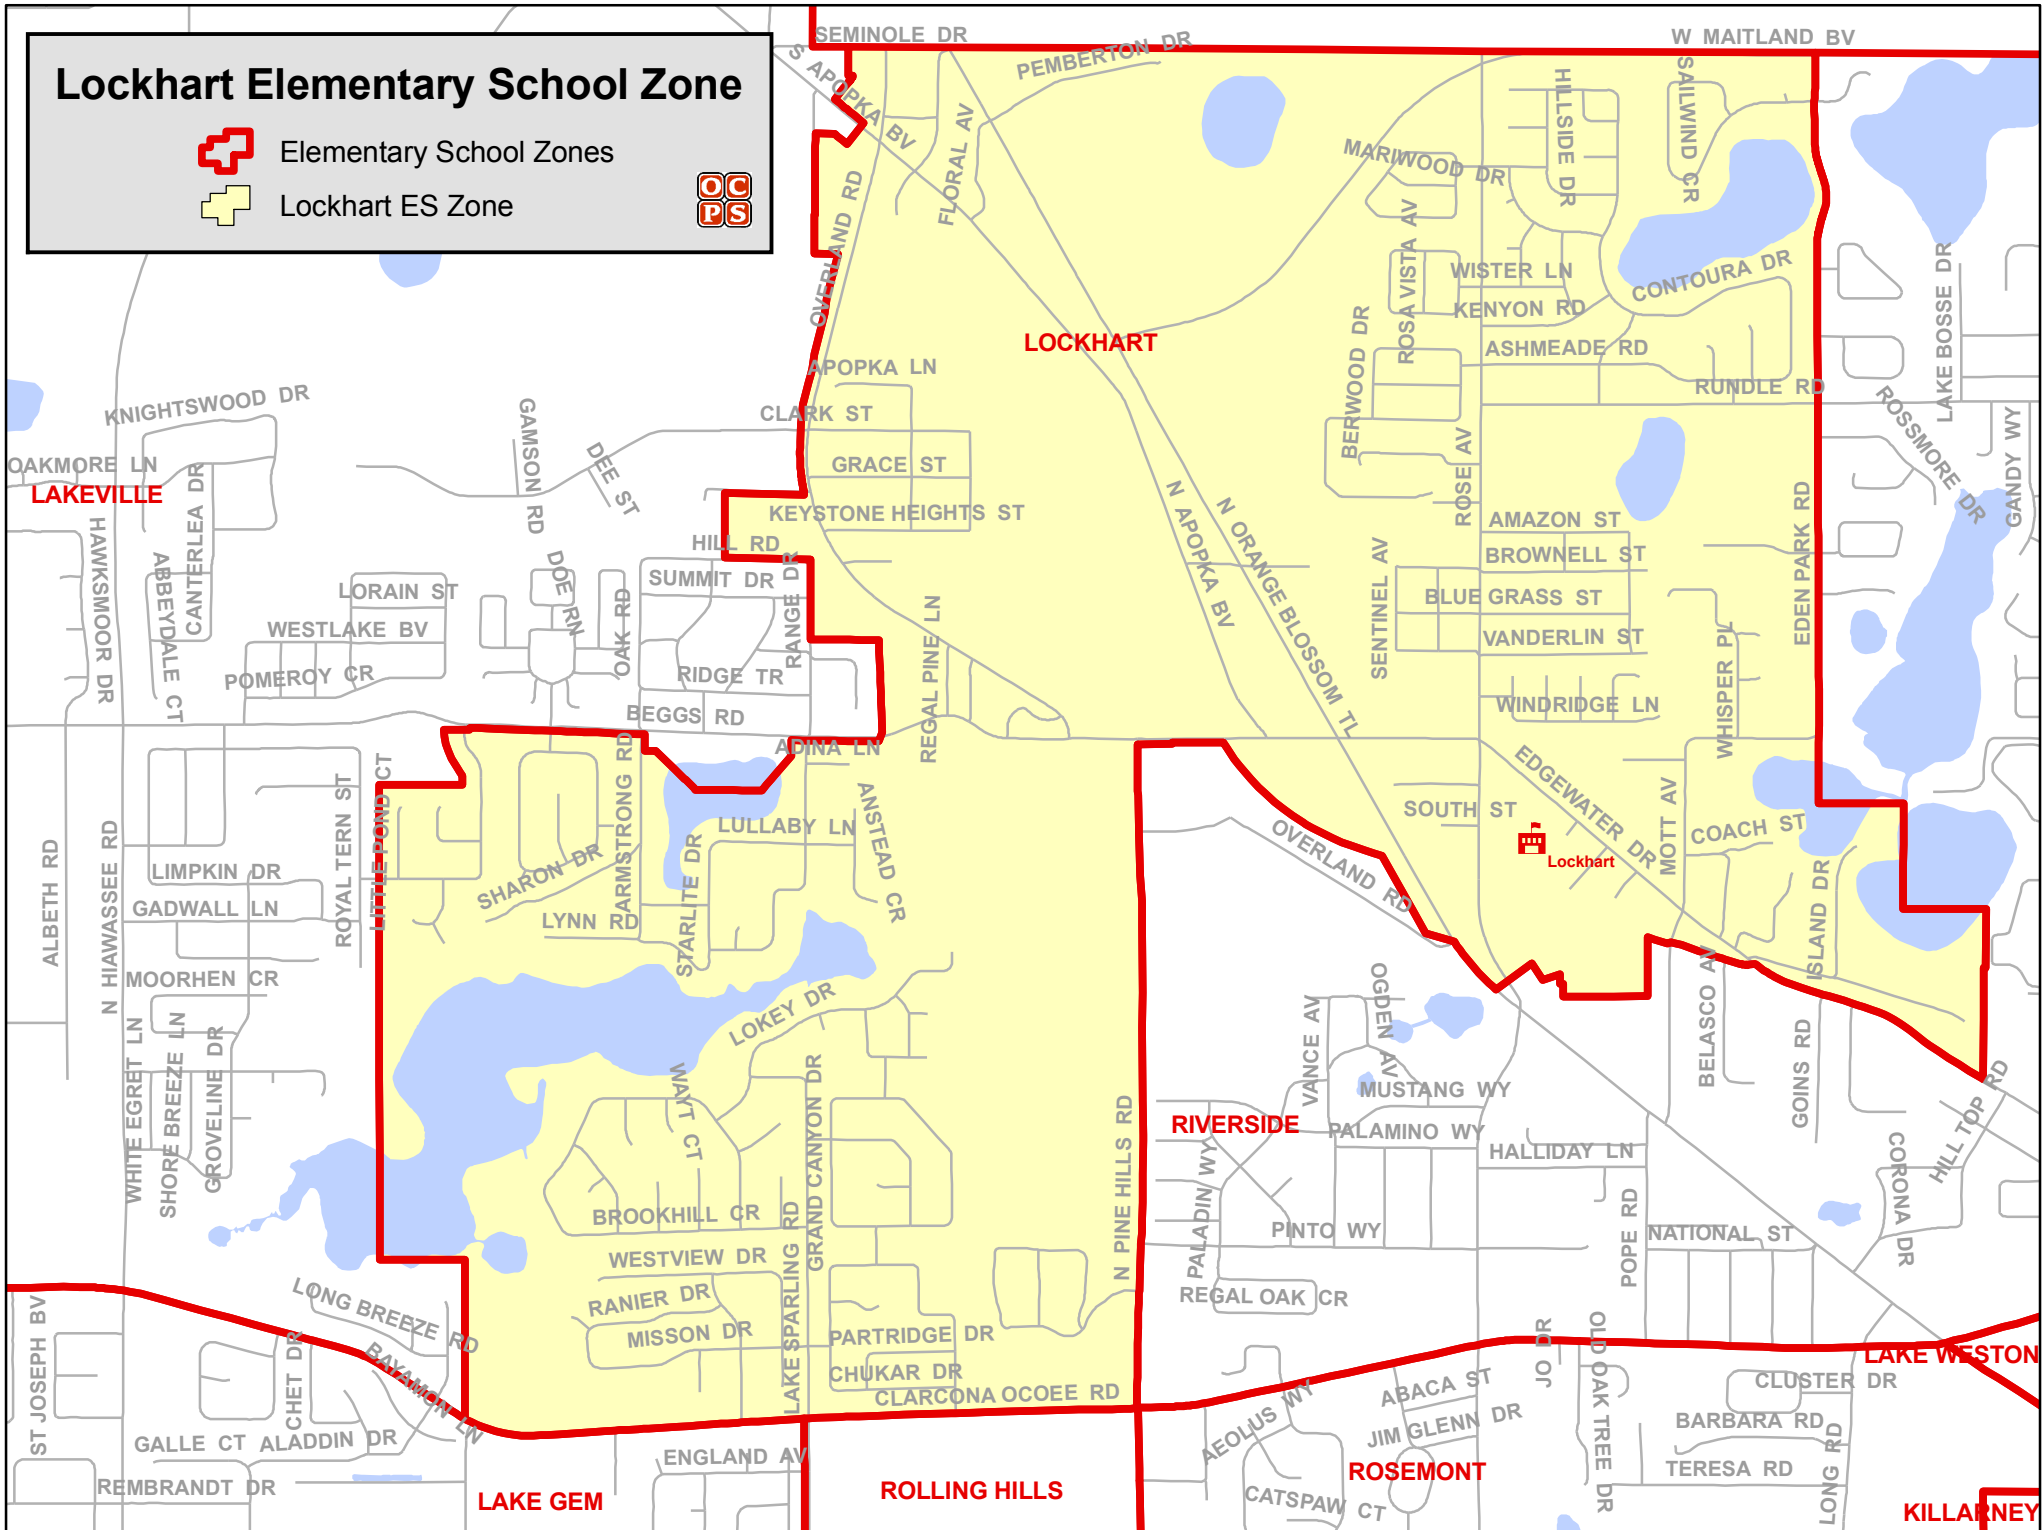 Lockhart Elementary School Zone
Elementary School Zones
Lockhart ES Zone
OC
PS
SEMINOLE DR
S APOPKA BV
PEMBERTON DR
W MAITLAND BV
FLORAL AV
HILLSIDE DR
SAILWIND CR
MARIWOOD DR
OVERLAND RD
ROSA VISTA AV
WISTER LN
KENYON RD
CONTOURA DR
LAKE BOSSE DR
LOCKHART
ASHMEADE RD
BERWOOD DR
RUNDLE RD
APOPKA LN
CLARK ST
KNIGHTSWOOD DR
GAMSON RD
DEE ST
ROSSMORE DR
GANDY WY
OAKMORE LN
LAKEVILLE
CANTERLEA DR
GRACE ST
ROSE AV
KEYSTONE HEIGHTS ST
N APOPKA BV
N ORANGE BLOSSOM TL
AMAZON ST
EDEN PARK RD
HAWKSMOOR DR
ABBEYDALE CT
HILL RD
SUMMIT DR
RANGE DR
DOE RN
OAK RD
LORAIN ST
WESTLAKE BV
POMEROY CR
BROWNELL ST
SENTINEL AV
BLUE GRASS ST
VANDERLIN ST
WHISPER PL
REGAL PINE LN
RIDGE TR
BEGGS RD
WINDRIDGE LN
ADINA LN
ARMSTRONG RD
LITTLE POND CT
ROYAL TERN ST
ANSTEAD CR
LULLABY LN
STARLITE DR
SHARON DR
LYNN RD
EDGEWATER DR
MOTT AV
SOUTH ST
COACH ST
Lockhart
OVERLAND RD
ISLAND DR
ALBETH RD
N HIAWASSEE RD
LIMPKIN DR
GADWALL LN
MOORHEN CR
LOKEY DR
OGDEN AV
VANCE AV
BELASCO AV
GOINS RD
WHITE EGRET LN
SHORE BREEZE LN
GROVELINE DR
WAYT CT
GRAND CANYON DR
N PINE HILLS RD
MUSTANG WY
HILL TOP RD
RIVERSIDE
PALAMINO WY
HALLIDAY LN
CORONA DR
PALADIN WY
POPE RD
BROOKHILL CR
LAKE SPARLING RD
PINTO WY
NATIONAL ST
WESTVIEW DR
RANIER DR
MISSON DR
REGAL OAK CR
LONG BREEZE RD
ST JOSEPH BV
CHET DR
BAYAMON LN
PARTRIDGE DR
CHUKAR DR
CLARCONA OCOEE RD
JO DR
OLD OAK TREE DR
LAKE WESTON
CLUSTER DR
ABACA ST
JIM GLENN DR
AEOLUS WY
BARBARA RD
GALLE CT
ALADDIN DR
ENGLAND AV
TERESA RD
LONG RD
REMBRANDT DR
LAKE GEM
ROLLING HILLS
ROSEMONT
CATSPAW CT
KILLARNEY